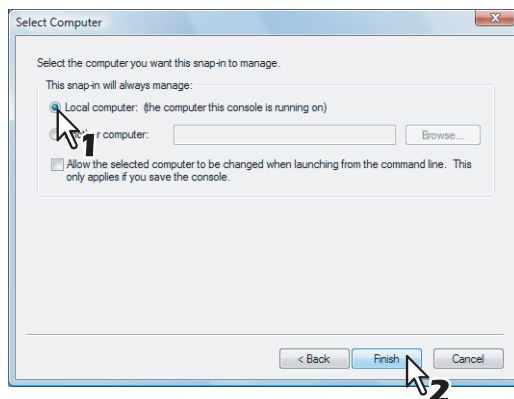 Select Computer
Select the computer you want this snap-in to manage.
This snap-in will always manage:
Local computer: (the computer this console is running on)
computer:
Browse...
1
Allow the selected computer to be changed when launching from the command line. This
only applies if you save the console.
< Back
Finish
Cancel
2